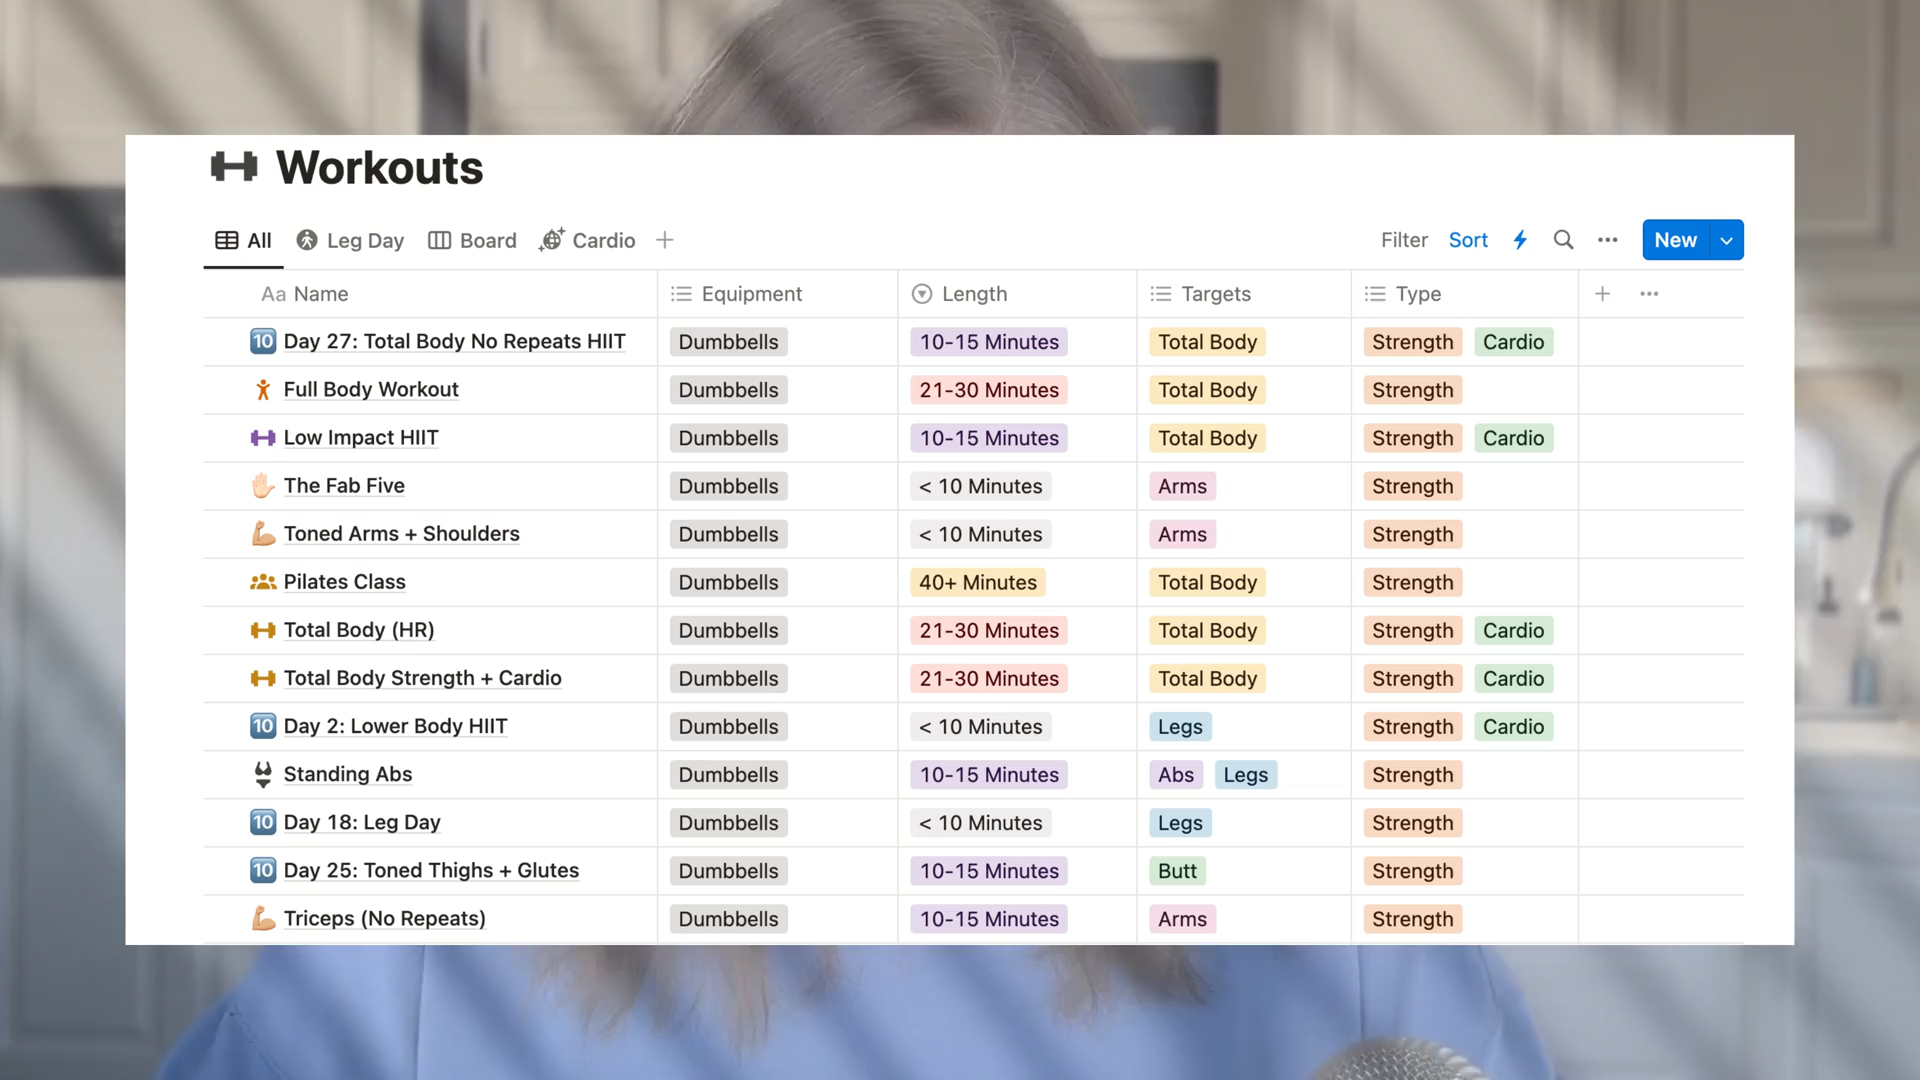 Workouts
All Leg Day Board Cardio Filter Sort New
Aa Name Equipment Length Targets Type
10 Day 27: Total Body No Repeats HIIT Dumbbells 10-15 Minutes Total Body Strength Cardio
Full Body Workout Dumbbells 21-30 Minutes Total Body Strength
Low Impact HIIT Dumbbells 10-15 Minutes Total Body Strength Cardio
The Fab Five Dumbbells < 10 Minutes Arms Strength
Toned Arms + Shoulders Dumbbells < 10 Minutes Arms Strength
Pilates Class Dumbbells 40+ Minutes Total Body Strength
Total Body (HR) Dumbbells 21-30 Minutes Total Body Strength Cardio
Total Body Strength + Cardio Dumbbells 21-30 Minutes Total Body Strength Cardio
10 Day 2: Lower Body HIIT Dumbbells < 10 Minutes Legs Strength Cardio
Standing Abs Dumbbells 10-15 Minutes Abs Legs Strength
10 Day 18: Leg Day Dumbbells < 10 Minutes Legs Strength
10 Day 25: Toned Thighs + Glutes Dumbbells 10-15 Minutes Butt Strength
Triceps (No Repeats) Dumbbells 10-15 Minutes Arms Strength